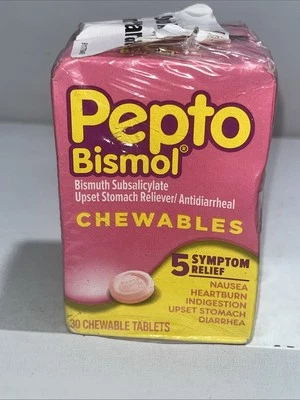 Pepto
Bismol®
Bismuth Subsalicylate
Upset Stomach Reliever/Antidiarrheal
CHEWABLES
5 SYMPTOM
RELIEF
NAUSEA
HEARTBURN
INDIGESTION
UPSET STOMACH
DIARRHEA
30 CHEWABLE TABLETS